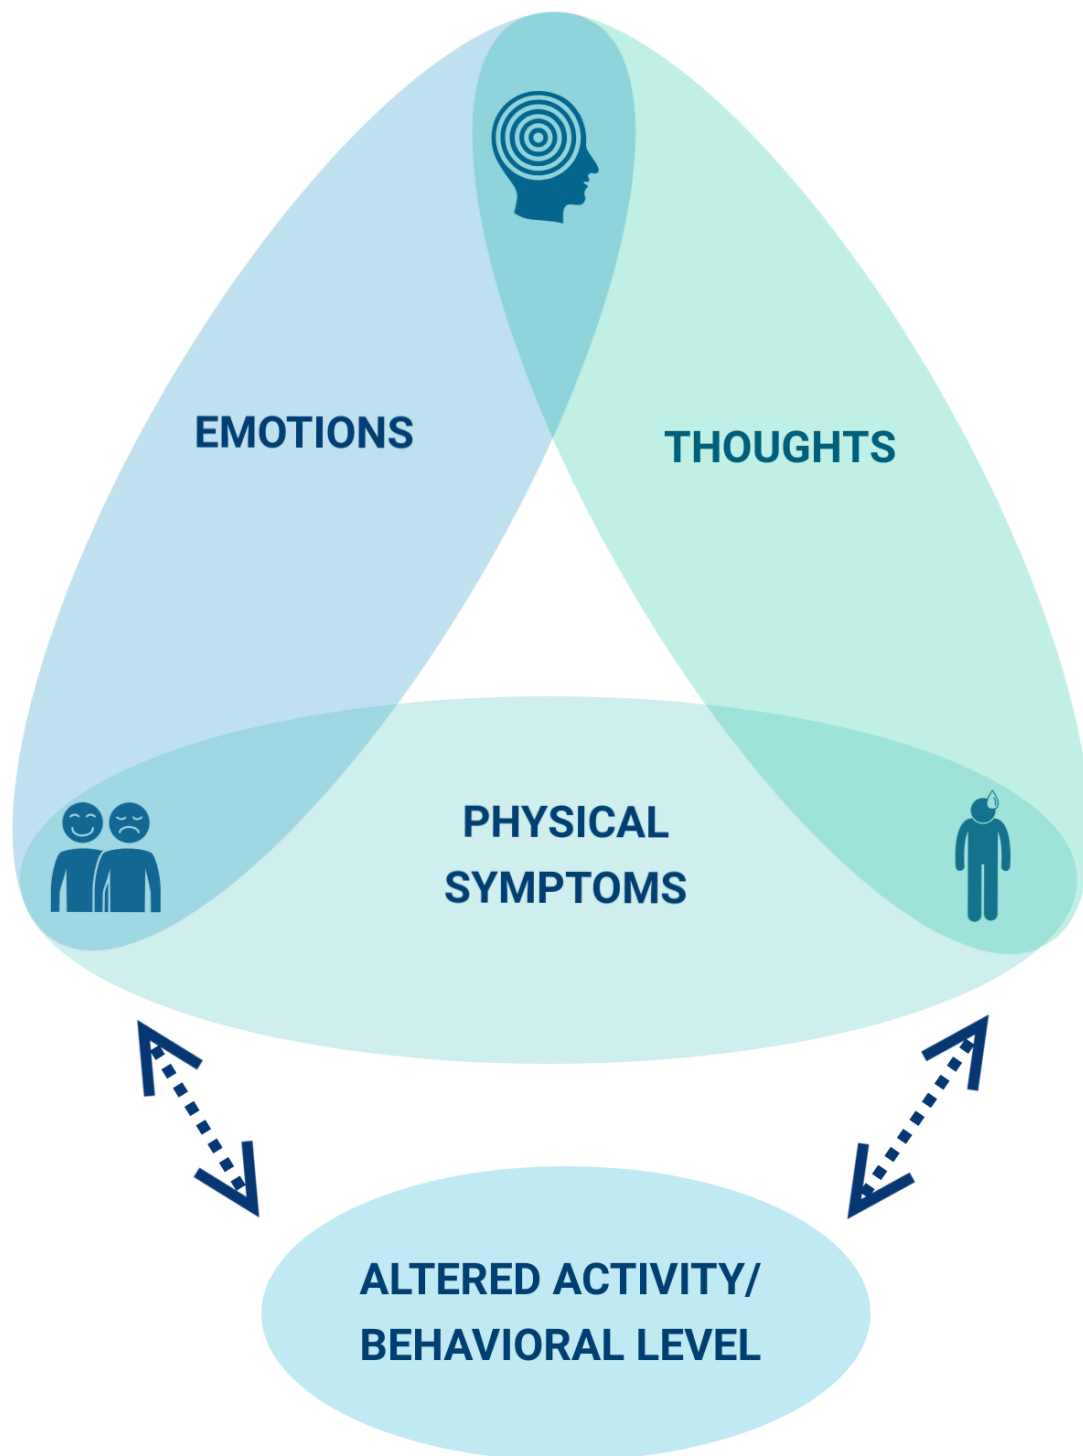 EMOTIONS
THOUGHTS
PHYSICAL
SYMPTOMS
ALTERED ACTIVITY/
BEHAVIORAL LEVEL